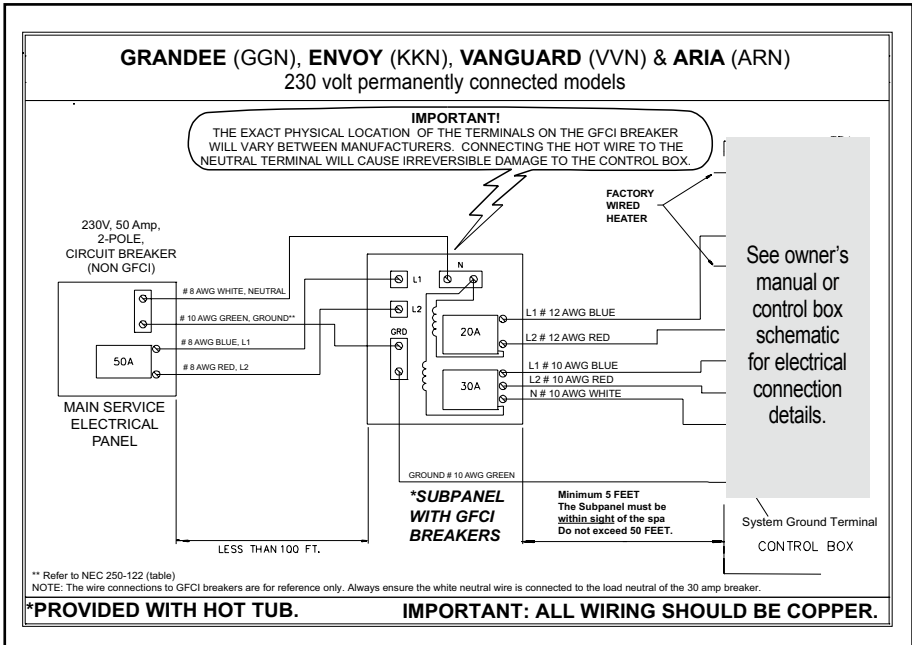 GRANDEE (GGN), ENVOY (KKN), VANGUARD (VVN) & ARIA (ARN)
230 volt permanently connected models
IMPORTANT!
THE EXACT PHYSICAL LOCATION OF THE TERMINALS ON THE GFCI BREAKER
WILL VARY BETWEEN MANUFACTURERS. CONNECTING THE HOT WIRE TO THE
NEUTRAL TERMINAL WILL CAUSE IRREVERSIBLE DAMAGE TO THE CONTROL BOX.
FACTORY
WIRED
HEATER
230V, 50 Amp,
2-POLE,
CIRCUIT BREAKER
(NON GFCI)
# 8 AWG WHITE, NEUTRAL
# 10 AWG GREEN, GROUND**
# 8 AWG BLUE, L1
# 8 AWG RED, L2
50A
MAIN SERVICE
ELECTRICAL
PANEL
N
L1
L2
GRD
20A
30A
L1 # 12 AWG BLUE
L2 # 12 AWG RED
L1 # 10 AWG BLUE
L2 # 10 AWG RED
N # 10 AWG WHITE
See owner's
manual or
control box
schematic
for electrical
connection
details.
GROUND # 10 AWG GREEN
*SUBPANEL
WITH GFCI
BREAKERS
Minimum 5 FEET
The Subpanel must be
within sight of the spa
Do not exceed 50 FEET.
System Ground Terminal
CONTROL BOX
LESS THAN 100 FT.
** Refer to NEC 250-122 (table)
NOTE: The wire connections to GFCI breakers are for reference only. Always ensure the white neutral wire is connected to the load neutral of the 30 amp breaker.
*PROVIDED WITH HOT TUB. IMPORTANT: ALL WIRING SHOULD BE COPPER.